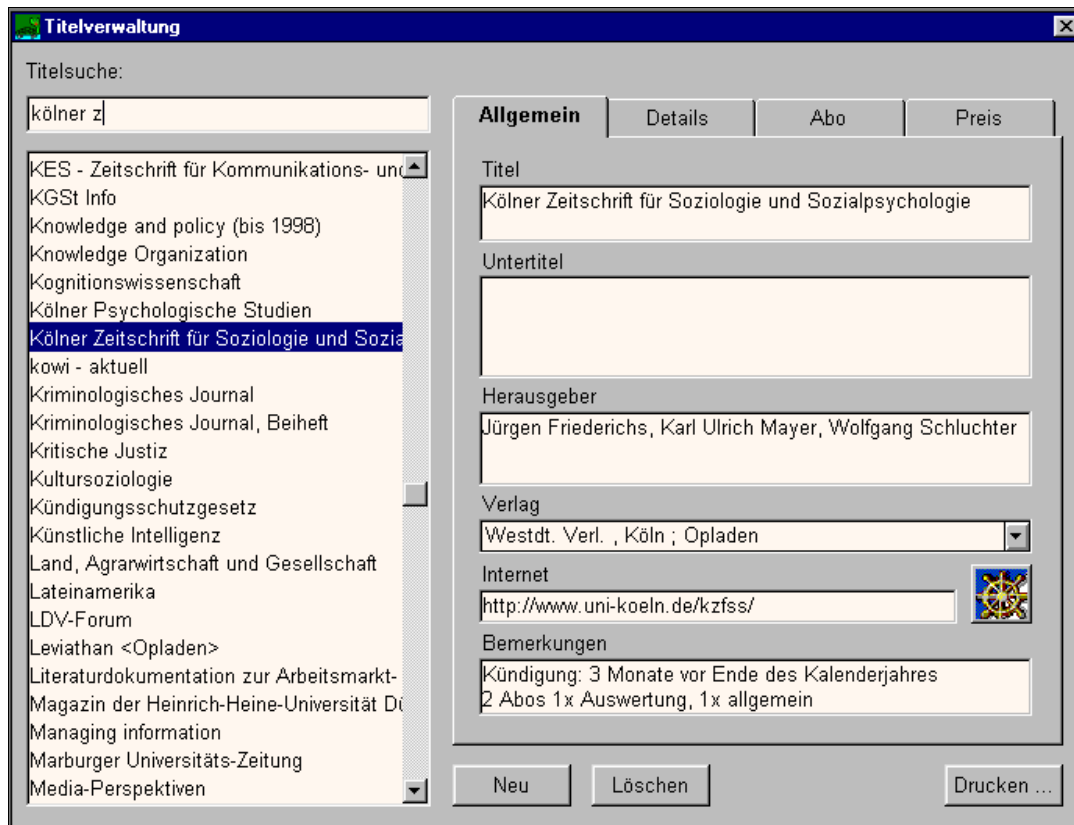 Titelverwaltung
Titelsuche:
kölner z
KES - Zeitschrift für Kommunikations- und
KGSt Info
Knowledge and policy (bis 1998)
Knowledge Organization
Kognitionswissenschaft
Kölner Psychologische Studien
Kölner Zeitschrift für Soziologie und Sozia
kowi - aktuell
Kriminologisches Journal
Kriminologisches Journal, Beiheft
Kritische Justiz
Kultursoziologie
Kündigungsschutzgesetz
Künstliche Intelligenz
Land, Agrarwirtschaft und Gesellschaft
Lateinamerika
LDV-Forum
Leviathan <Opladen>
Literaturdokumentation zur Arbeitsmarkt-
Magazin der Heinrich-Heine-Universität Dü
Managing information
Marburger Universitäts-Zeitung
Media-Perspektiven
Allgemein Details Abo Preis
Titel
Kölner Zeitschrift für Soziologie und Sozialpsychologie
Untertitel
Herausgeber
Jürgen Friederichs, Karl Ulrich Mayer, Wolfgang Schluchter
Verlag
Westdt. Verl. , Köln ; Opladen
Internet
http://www.uni-koeln.de/kzfss/
Bemerkungen
Kündigung: 3 Monate vor Ende des Kalenderjahres
2 Abos 1x Auswertung, 1x allgemein
Neu Löschen Drucken ...